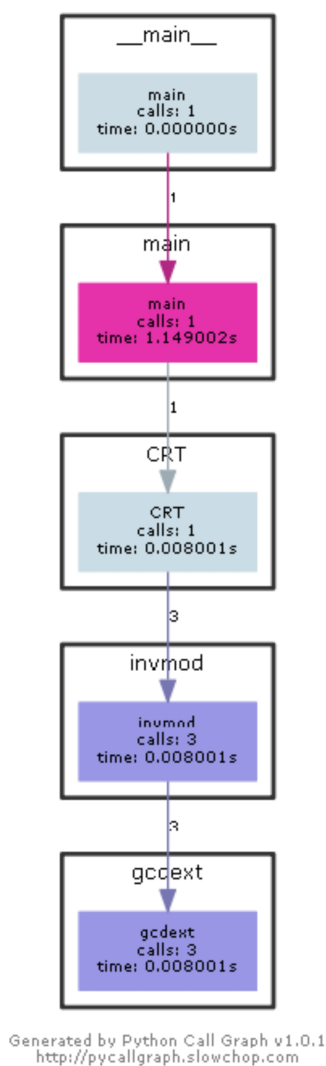 __main__
main
calls: 1
time: 0.000000s
1
main
main
calls: 1
time: 1.149002s
1
CRT
CRT
calls: 1
time: 0.008001s
3
invmod
invmod
calls: 3
time: 0.008001s
3
gcdext
gcdext
calls: 3
time: 0.008001s
Generated by Python Call Graph v1.0.1
http://pycallgraph.slowchop.com